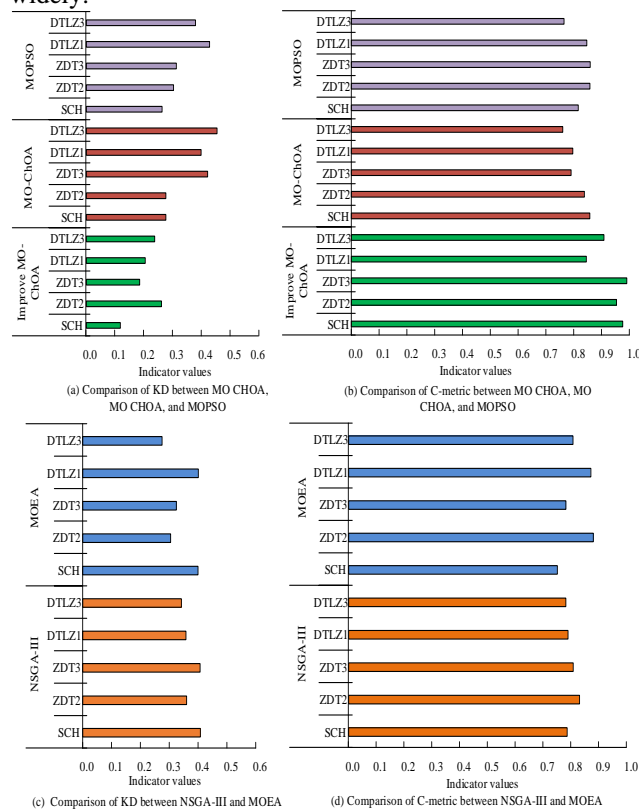 widely.
MOPSO
DTLZ3
DTLZ1
ZDT3
ZDT2
SCH
MO-ChOA
DTLZ3
DTLZ1
ZDT3
ZDT2
SCH
Improve MO-
ChOA
DTLZ3
DTLZ1
ZDT3
ZDT2
SCH
0.0 0.1 0.2 0.3 0.4 0.5 0.6
Indicator values
(a) Comparison of KD between MO CHOA,
MO CHOA, and MOPSO
MOPSO
DTLZ3
DTLZ1
ZDT3
ZDT2
SCH
MO-ChOA
DTLZ3
DTLZ1
ZDT3
ZDT2
SCH
Improve MO-
ChOA
DTLZ3
DTLZ1
ZDT3
ZDT2
SCH
0.0 0.1 0.2 0.3 0.4 0.5 0.6 0.7 0.8 0.9 1.0
Indicator values
(b) Comparison of C-metric between MO CHOA, MO
CHOA, and MOPSO
MOEA
DTLZ3
DTLZ1
ZDT3
ZDT2
SCH
NSGA-III
DTLZ3
DTLZ1
ZDT3
ZDT2
SCH
0.0 0.1 0.2 0.3 0.4 0.5 0.6
Indicator values
(c) Comparison of KD between NSGA-III and MOEA
MOEA
DTLZ3
DTLZ1
ZDT3
ZDT2
SCH
NSGA-III
DTLZ3
DTLZ1
ZDT3
ZDT2
SCH
0.0 0.1 0.2 0.3 0.4 0.5 0.6 0.7 0.8 0.9 1.0
Indicator values
(d) Comparison of C-metric between NSGA-III and MOEA